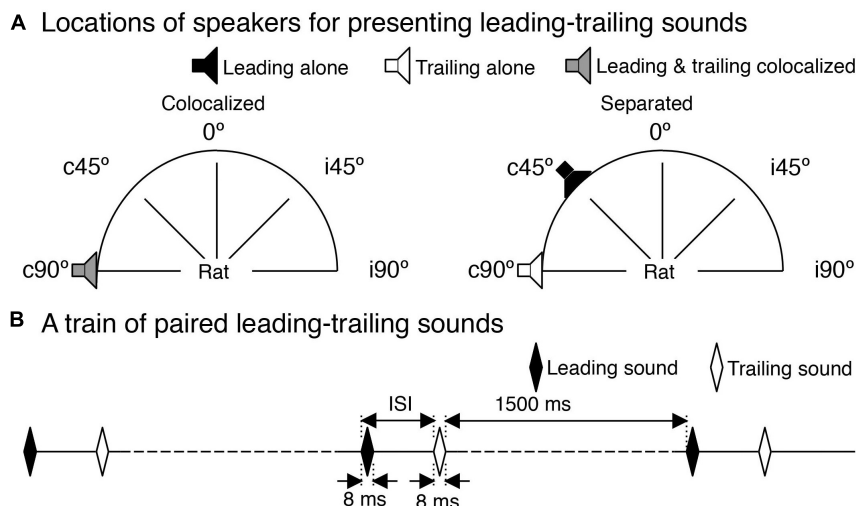 A Locations of speakers for presenting leading-trailing sounds
Leading alone Trailing alone Leading & trailing colocalized
Colocalized Separated
0º 0º
c45º i45º c45º i45º
c90º Rat i90º c90º Rat i90º
B A train of paired leading-trailing sounds
Leading sound Trailing sound
ISI 1500 ms
8 ms 8 ms